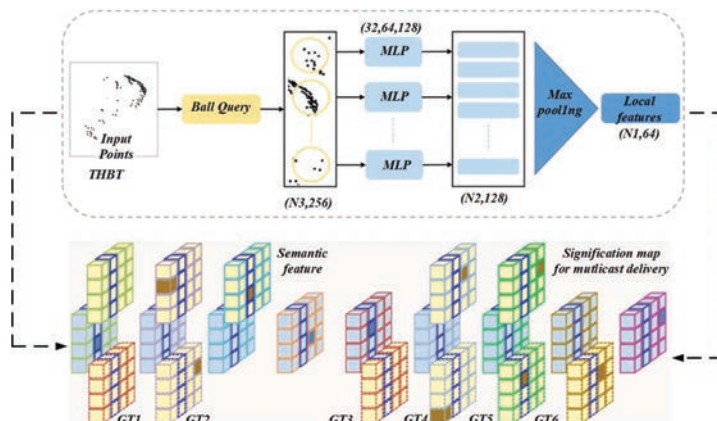 (32,64,128)
MLP
Ball Query
MLP
Max
pool1ng
Local
features
(N1,64)
Input
Points
THBT
MLP
(N3,256)
(N2,128)
Semantic
feature
Signification map
for mutlicast delivery
GT1
GT2
GT3
GT4
GT5
GT6